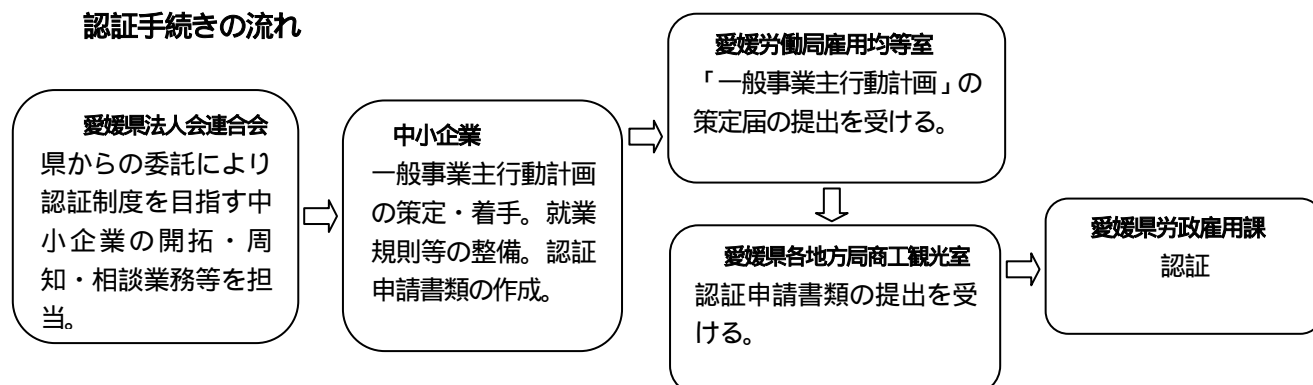 認証手続きの流れ
愛媛県法人会連合会
県からの委託により
認証制度を目指す中
小企業の開拓・周
知・相談業務等を担
当。
中小企業
一般事業主行動計画
の策定・着手。就業
規則等の整備。認証
申請書類の作成。
愛媛労働局雇用均等室
「一般事業主行動計画」の
策定届の提出を受ける。
愛媛県各地方局商工観光室
認証申請書類の提出を受
ける。
愛媛県労政雇用課
認証